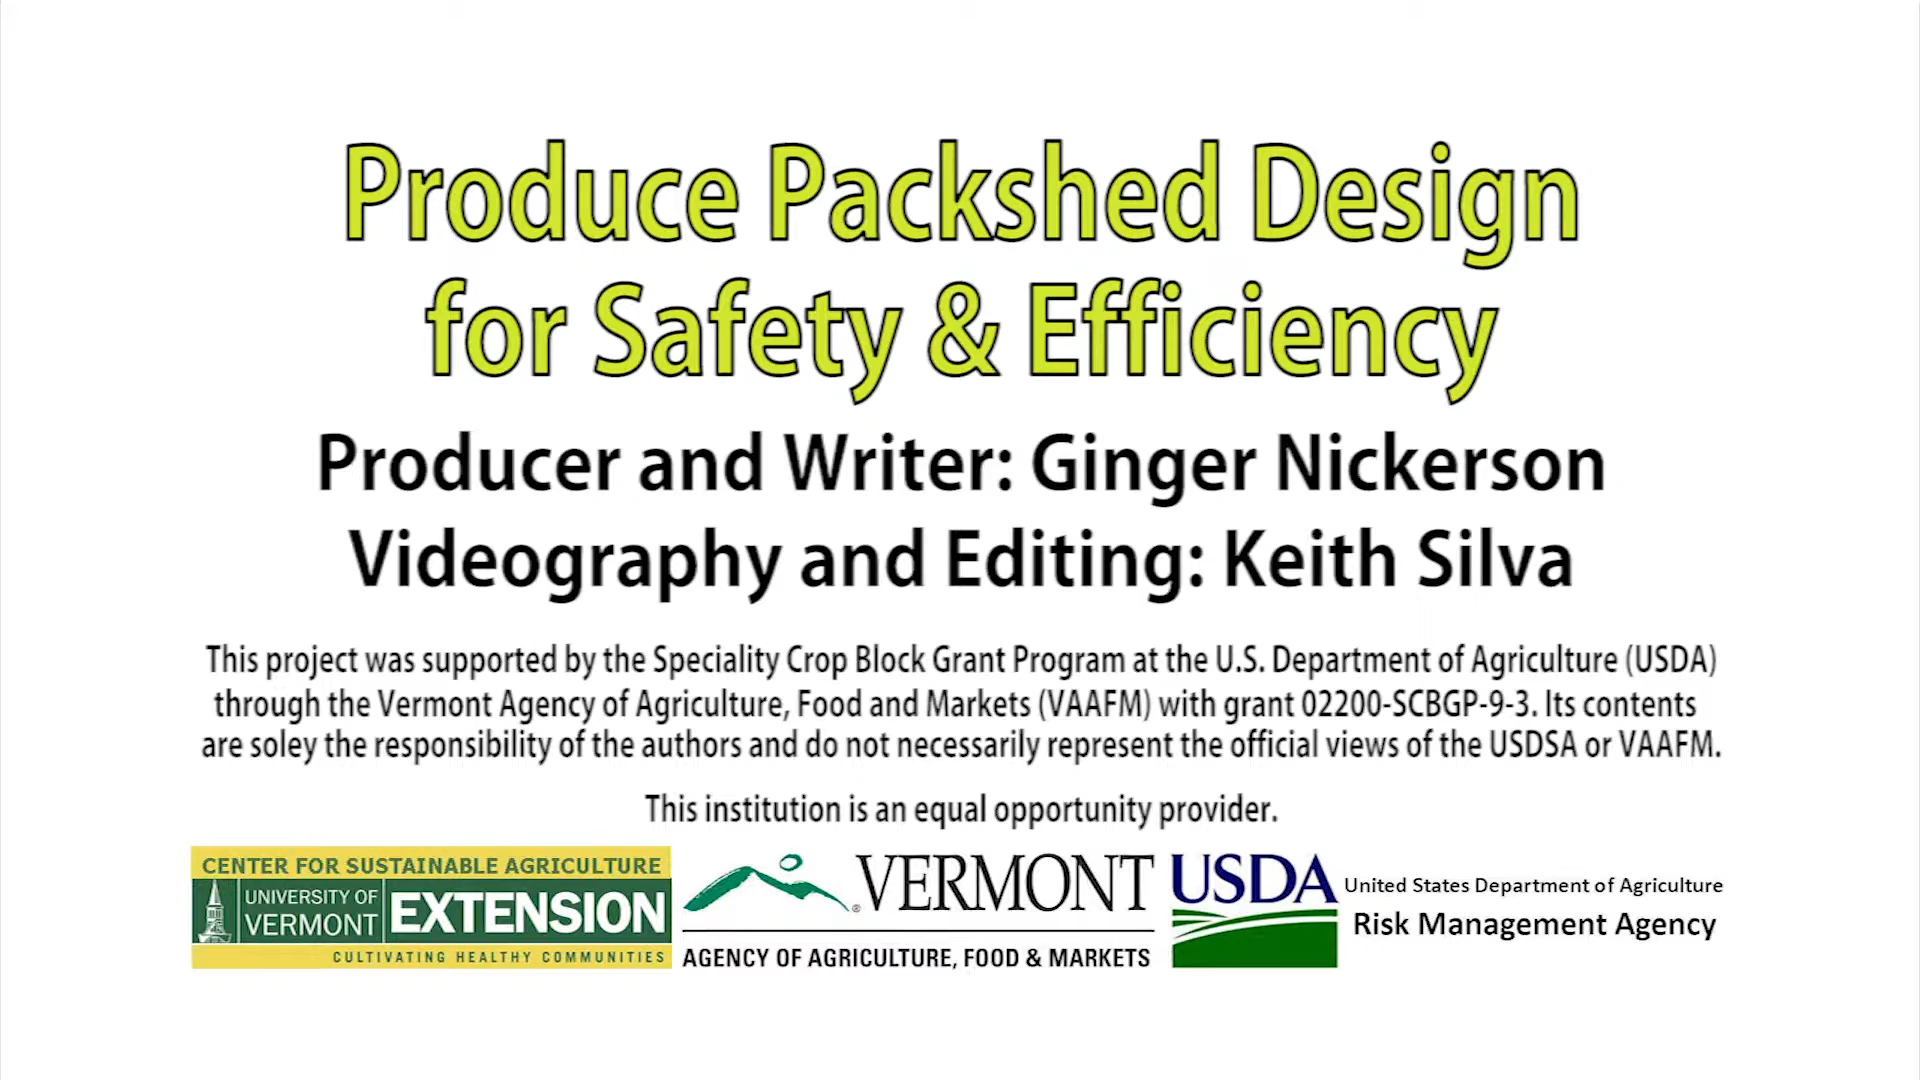 Produce Packshed Design
for Safety & Efficiency
Producer and Writer: Ginger Nickerson
Videography and Editing: Keith Silva
This project was supported by the Speciality Crop Block Grant Program at the U.S. Department of Agriculture (USDA)
through the Vermont Agency of Agriculture, Food and Markets (VAAFM) with grant 02200-SCBGP-9-3. Its contents
are soley the responsibility of the authors and do not necessarily represent the official views of the USDSA or VAAFM.
This institution is an equal opportunity provider.
CENTER FOR SUSTAINABLE AGRICULTURE
UNIVERSITY OF
VERMONT
EXTENSION
CULTIVATING HEALTHY COMMUNITIES
VERMONT
AGENCY OF AGRICULTURE, FOOD & MARKETS
USDA
United States Department of Agriculture
Risk Management Agency